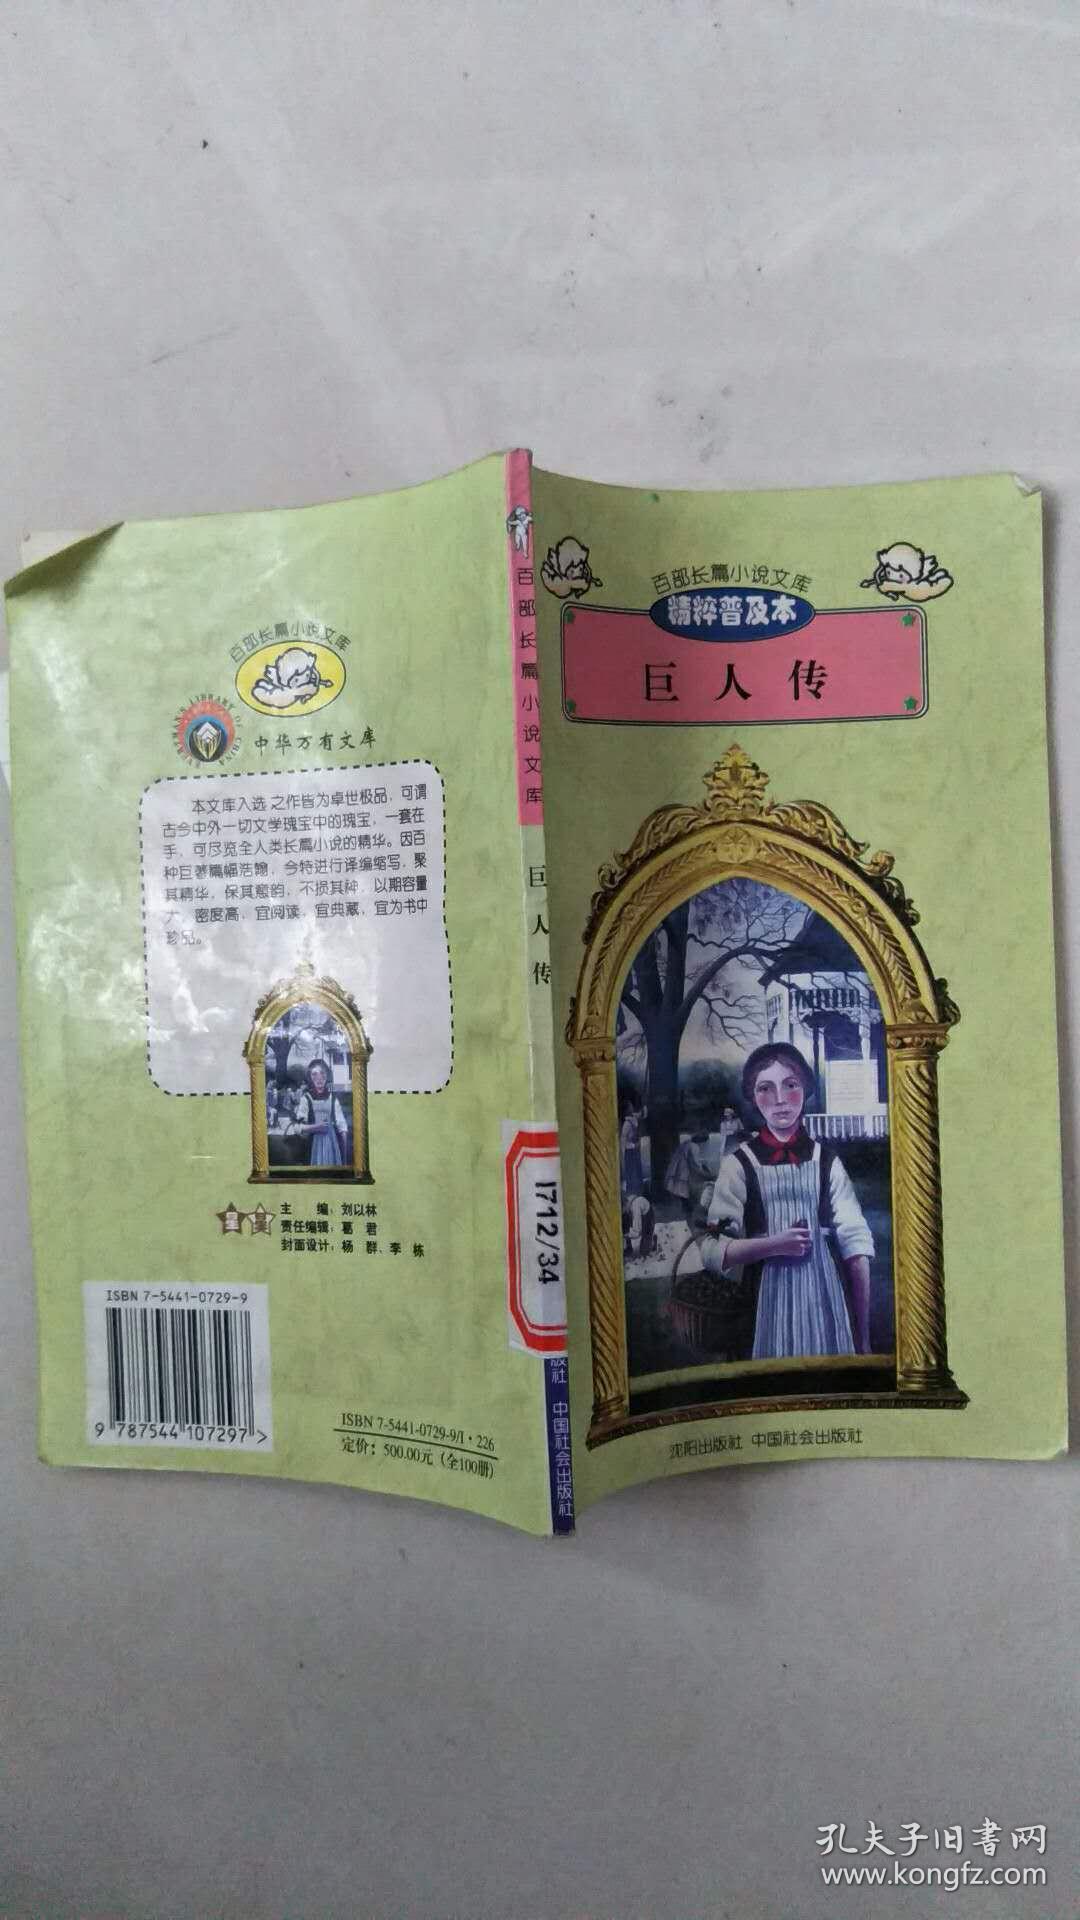 百部长篇小说文库
精粹普及本
巨人传
沈阳出版社 中国社会出版社
百部长篇小说文库
巨人传
I712/34
版社 中国社会出版社
百部长篇小说文库
EVERYMAN'S LIBRARY OF CHINA
中华万有文库
本文库入选之作皆为卓世极品,可谓
古今中外一切文学瑰宝中的瑰宝,一套在
手,可尽览全人类长篇小说的精华。因百
种巨著篇幅浩翰,今特进行译编缩写,聚
其精华,保其意韵,不损其神,以期容量
大,密度高,宜阅读,宜典藏,宜为书中
珍品。
主 编:刘以林
责任编辑:葛 君
封面设计:杨 群、李 栋
ISBN 7-5441-0729-9
9 787544 107297 >
ISBN 7-5441-0729-9/I·226
定价:500.00元(全100册)
孔夫子旧书网
www.kongfz.com